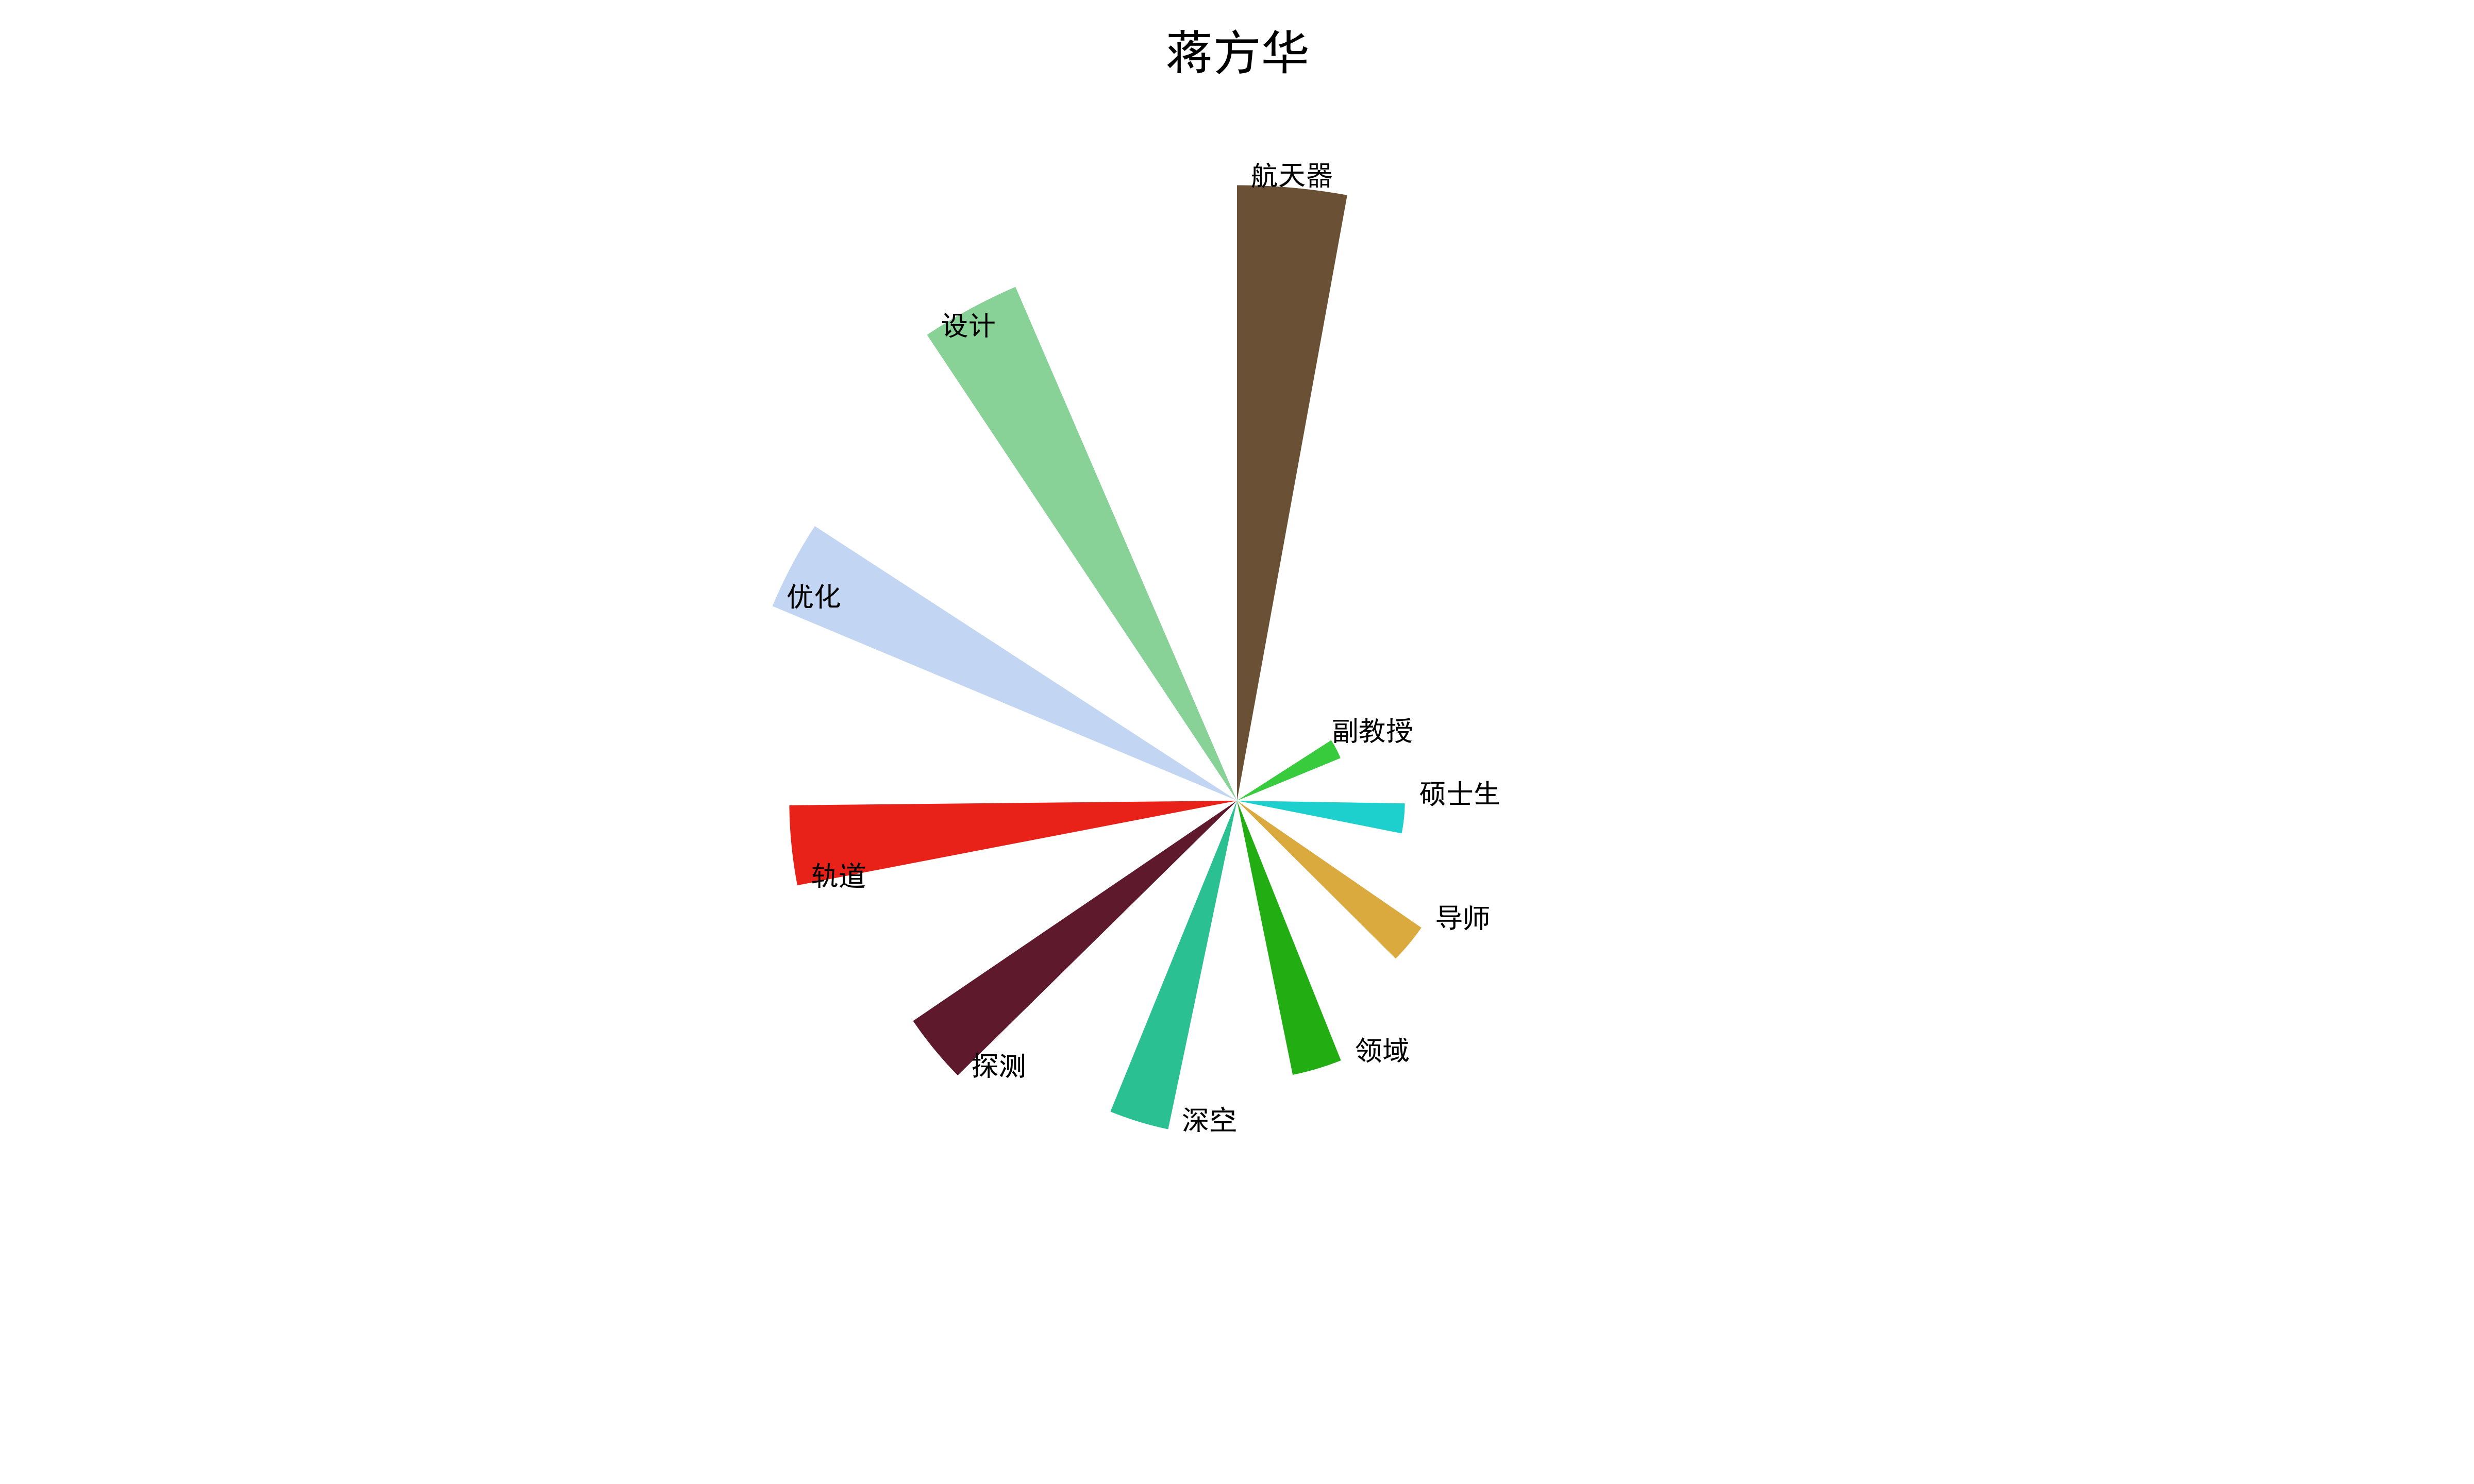 蒋方华
航天器
设计
优化
副教授
硕士生
轨道
导师
领域
探测
深空